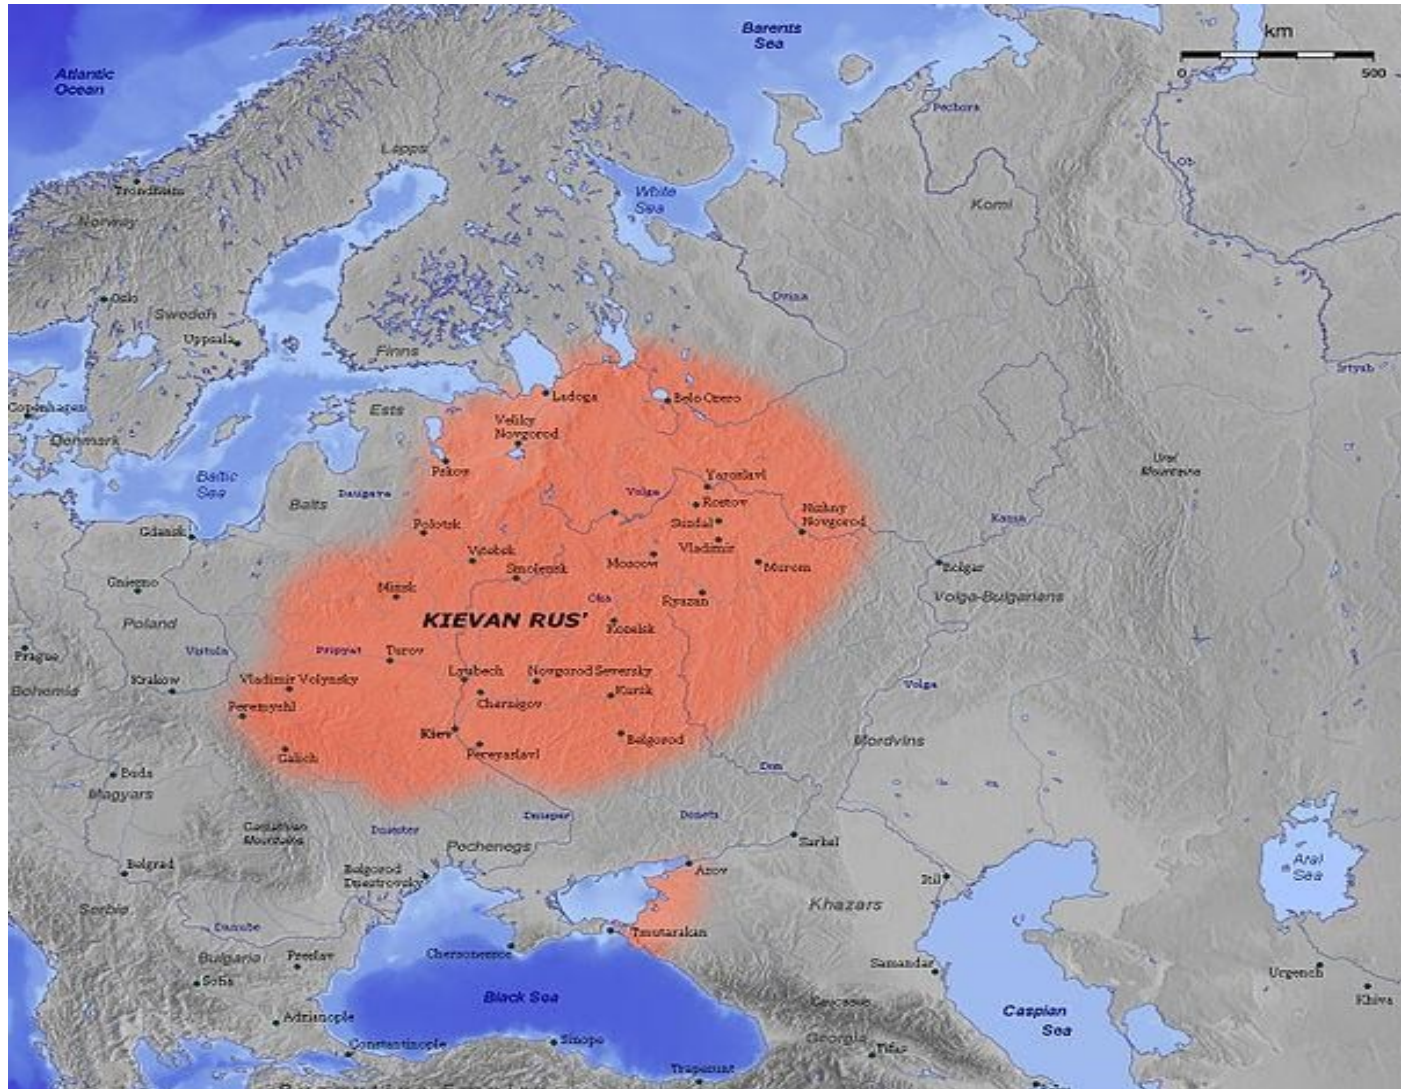 Barents
Sea
km
0
500
Atlantic
Ocean
Pechora
Ob
Lapps
Trondheim
White
Sea
Komi
Norway
Dvina
Oslo
Swedeh
Uppsala
Finns
Irtysh
Ladoga
Belo Ozero
Copenhagen
Ests
Veliky
Novgorod
Denmark
Pskov
Ural
Mountains
Baltic
Sea
Balts
Daugava
Volga
Yaroslavl
Rostov
Nizhny
Novgorod
Kama
Gdansk
Polotsk
Suzdal
Vladimir
Vitebsk
Smolensk
Moscow
Murom
Bolgar
Gniezno
Minsk
Oka
Ryazan
Volga-Bulgarians
KIEVAN RUS'
Poland
Kozelsk
Prague
Vistula
Pripyat
Turov
Bohemia
Krakow
Vladimir Volynsky
Lyubech
Novgorod Seversky
Kursk
Volga
Peremyshl
Chernigov
Kiev
Belgorod
Mordvins
Galich
Pereyaslavl
Buda
Don
Magyars
Carpathian
Mountains
Dniester
Dnieper
Donets
Pechenegs
Sarkel
Belgrad
Belgorod
Dnestrovsky
Azov
Itil
Aral
Sea
Serbia
Khazars
Danube
Tmutarakan
Bulgaria
Preslav
Chersonessos
Samandar
Urgench
Sofia
Khiva
Black Sea
Caucasus
Caspian
Sea
Adrianople
Georgia
Constantinople
Sinope
Tiflis
Trapezunt